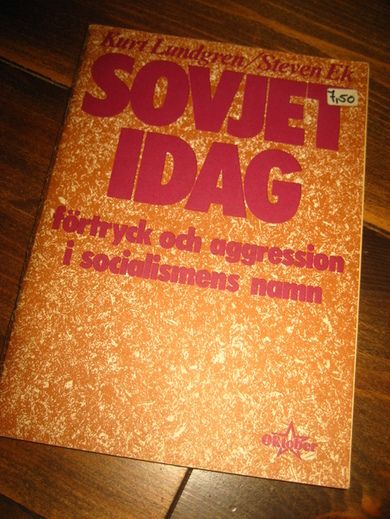 Kurt Lundgren/Steven Ek
SOVJET
7,50
IDAG
förtryck och aggression
i socialismens namn
Oktober